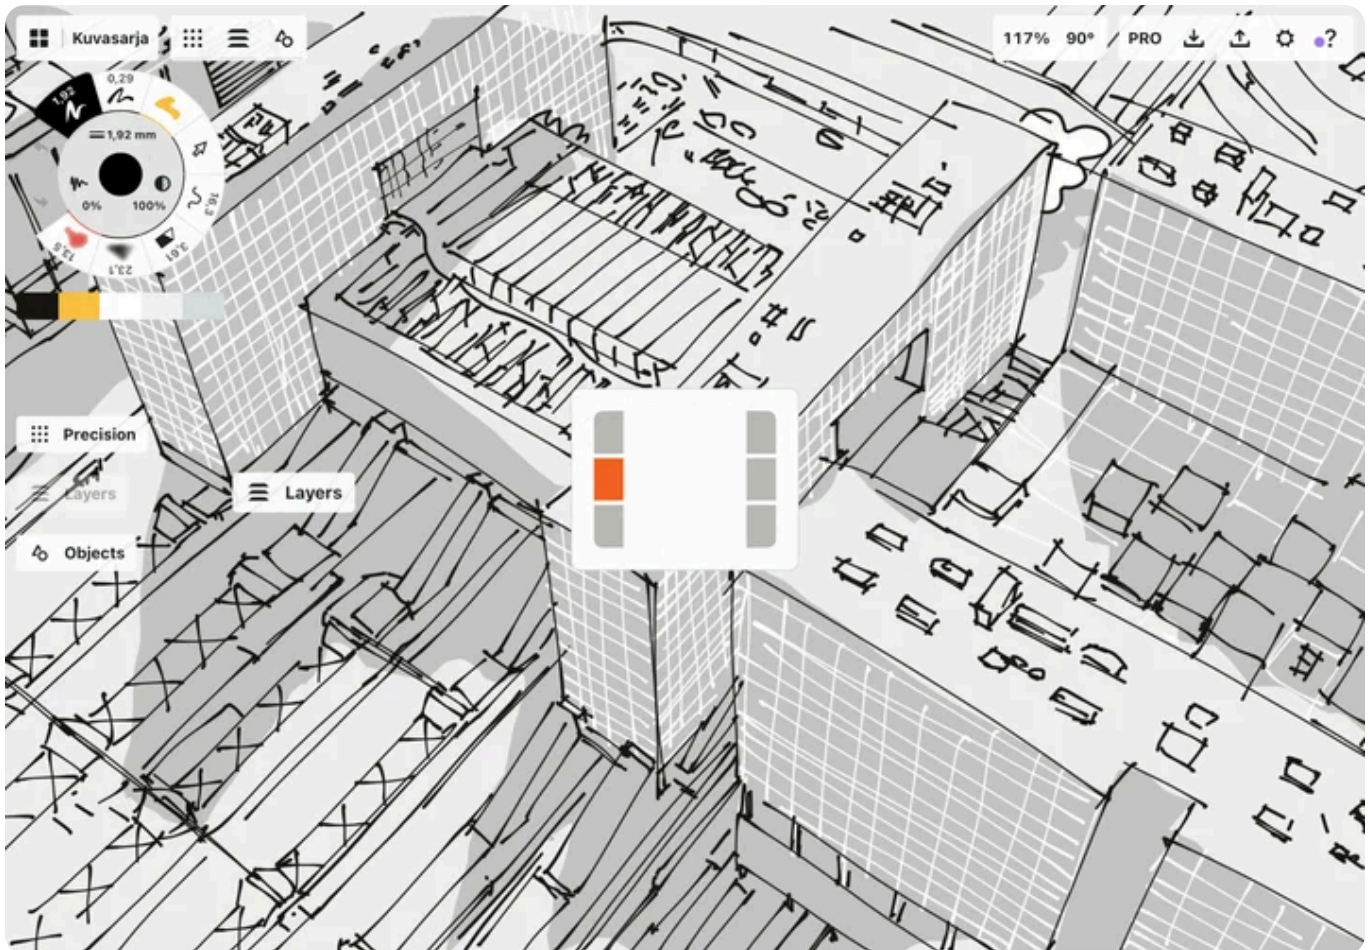 Kuvasarja
117% 90°
PRO
?
1,92
0,29
1,92 mm
0% 100%
16,3
3,61
23,1
13,5
Precision
Layers
Layers
Objects